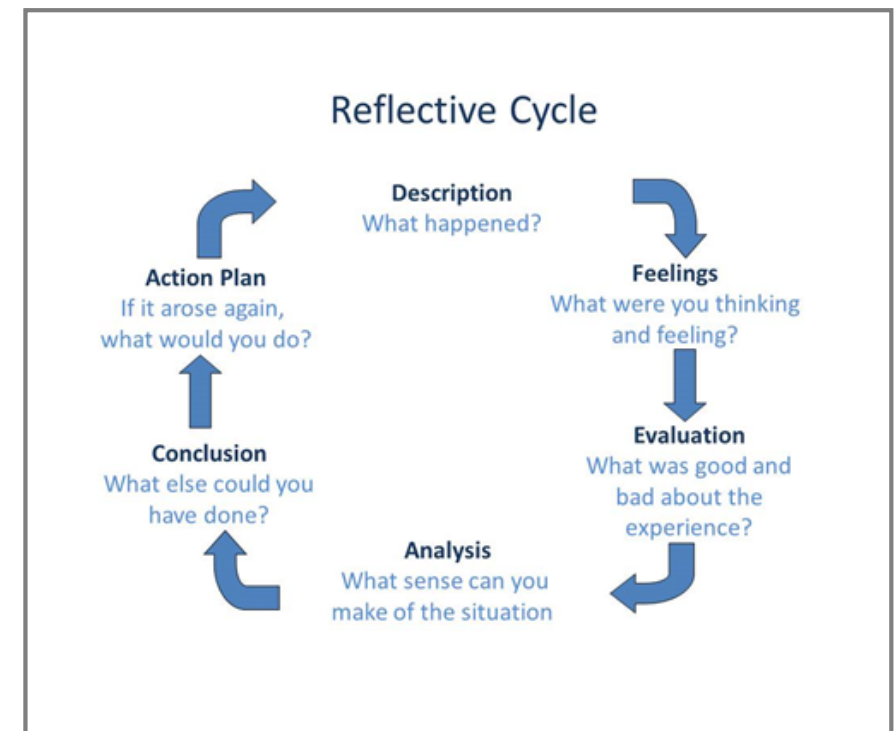 Reflective Cycle
Description
What happened?
Feelings
What were you thinking
and feeling?
Evaluation
What was good and
bad about the
experience?
Analysis
What sense can you
make of the situation
Conclusion
What else could you
have done?
Action Plan
If it arose again,
what would you do?